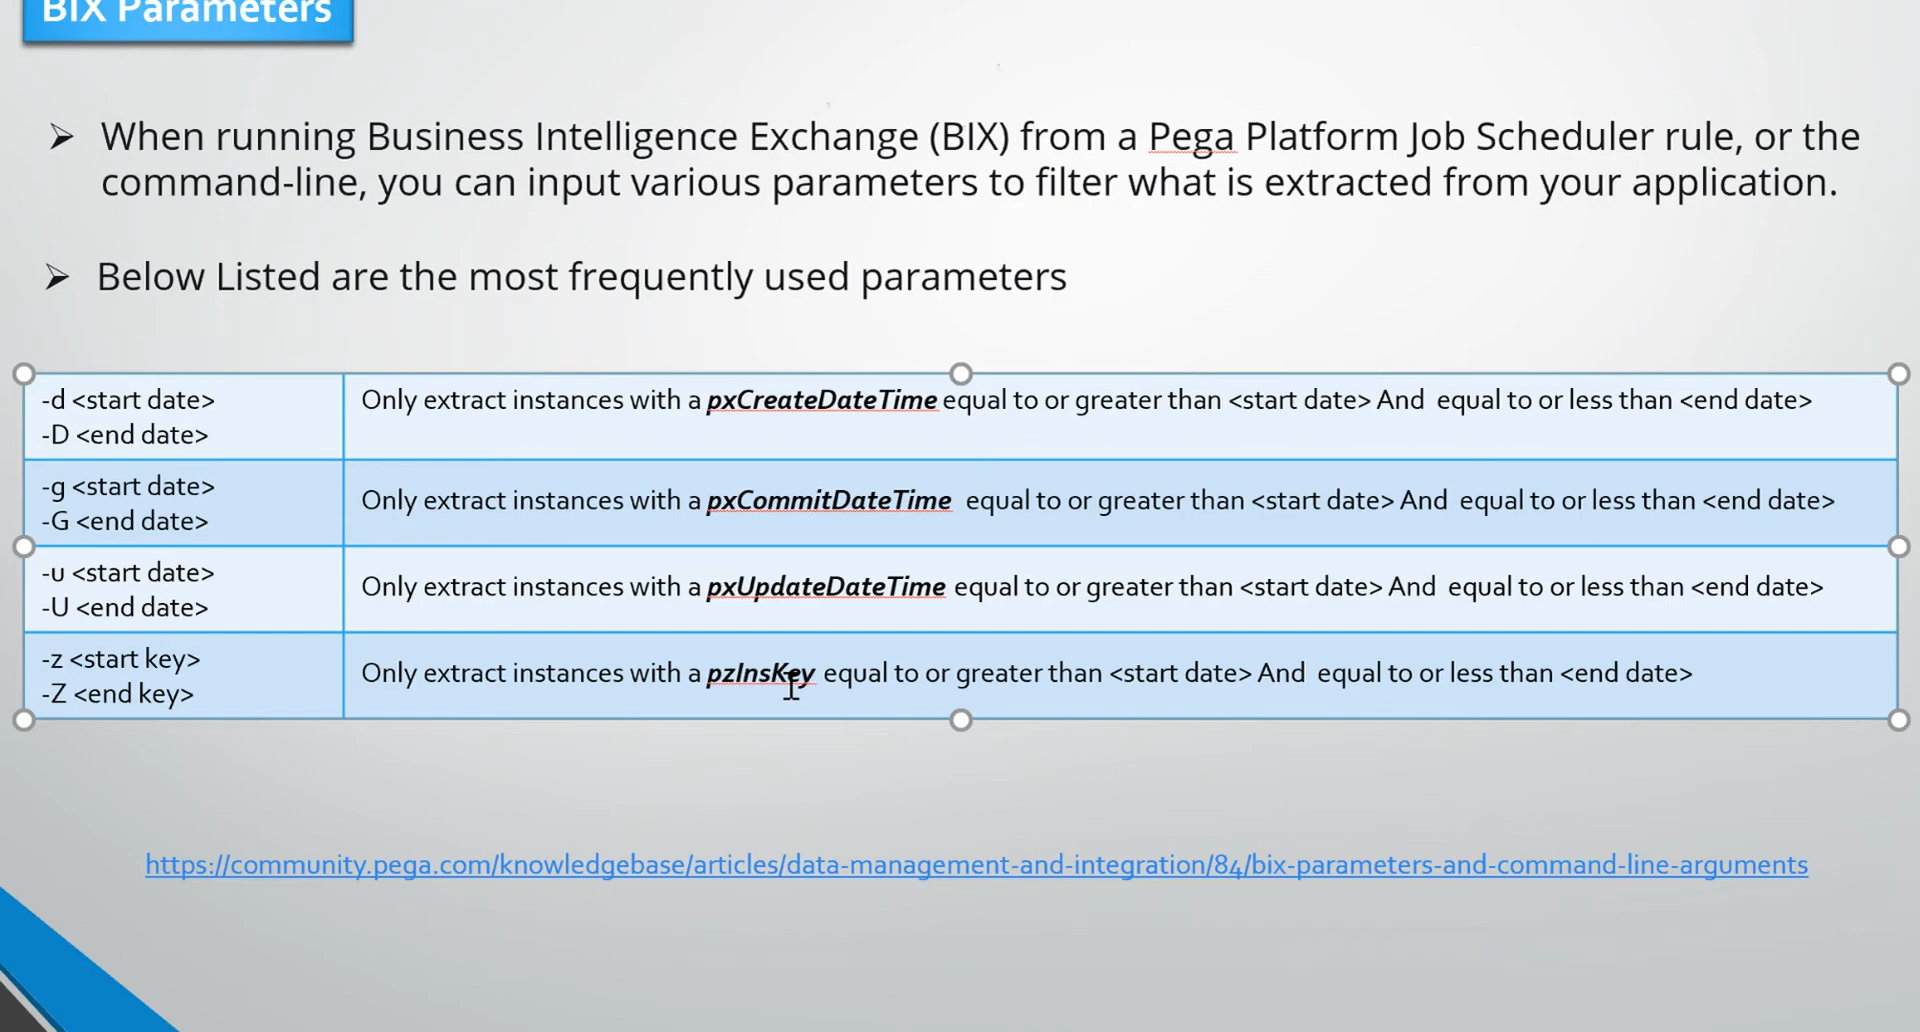 BIX Parameters
When running Business Intelligence Exchange (BIX) from a Pega Platform Job Scheduler rule, or the
command-line, you can input various parameters to filter what is extracted from your application.
Below Listed are the most frequently used parameters
-d <start date>
-D <end date>
Only extract instances with a pxCreateDateTime equal to or greater than <start date> And equal to or less than <end date>
-g <start date>
-G <end date>
Only extract instances with a pxCommitDateTime equal to or greater than <start date> And equal to or less than <end date>
-u <start date>
-U <end date>
Only extract instances with a pxUpdateDateTime equal to or greater than <start date> And equal to or less than <end date>
-z <start key>
-Z <end key>
Only extract instances with a pzInsKey equal to or greater than <start date> And equal to or less than <end date>
https://community.pega.com/knowledgebase/articles/data-management-and-integration/84/bix-parameters-and-command-line-arguments